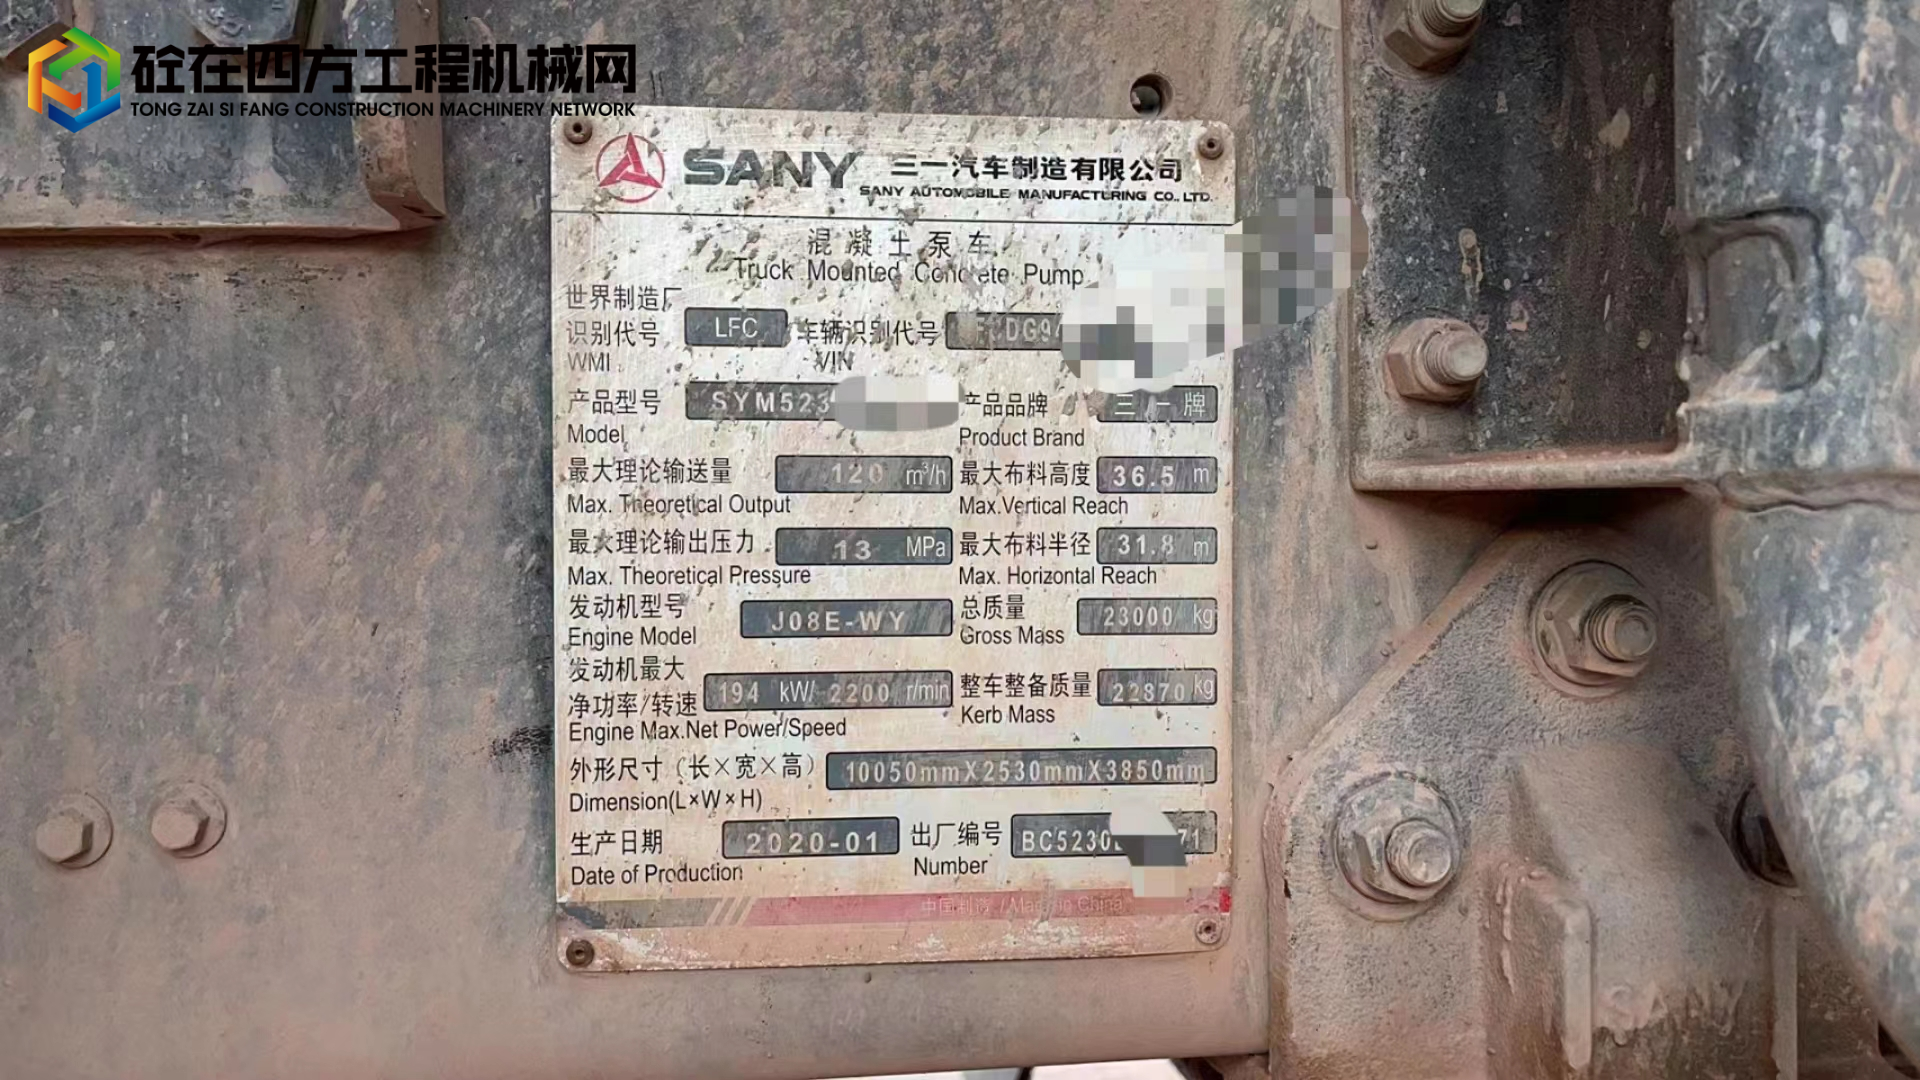 砼在四方工程机械网
TONG ZAI SI FANG CONSTRUCTION MACHINERY NETWORK
SANY 三一汽车制造有限公司
SANY AUTOMOBILE MANUFACTURING CO., LTD.
混凝土泵车
Truck Mounted Concrete Pump
世界制造厂
识别代号 LFC 车辆识别代号
WMI VIN
产品型号 SYM523 产品品牌 三一牌
Model Product Brand
最大理论输送量 120 m³/h 最大布料高度 36.5 m
Max. Theoretical Output Max.Vertical Reach
最大理论输出压力 13 MPa 最大布料半径 31.8 m
Max. Theoretical Pressure Max. Horizontal Reach
发动机型号 J08E-WY 总质量 23000 kg
Engine Model Gross Mass
发动机最大
净功率/转速 194 kW/ 2200 r/min 整车整备质量 22870 kg
Engine Max.Net Power/Speed Kerb Mass
外形尺寸（长×宽×高） 10050mmX2530mmX3850mm
Dimension(L×W×H)
生产日期 2020-01 出厂编号 BC5230 71
Date of Production Number
中国制造 / Made in China